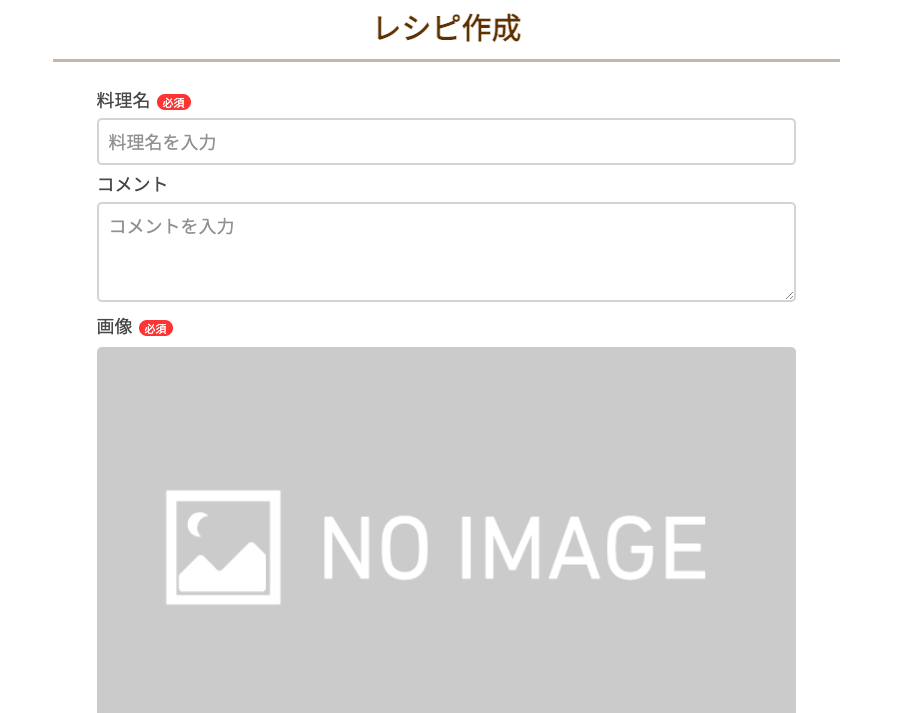 レシピ作成
料理名 必須
料理名を入力
コメント
コメントを入力
画像 必須
NO IMAGE